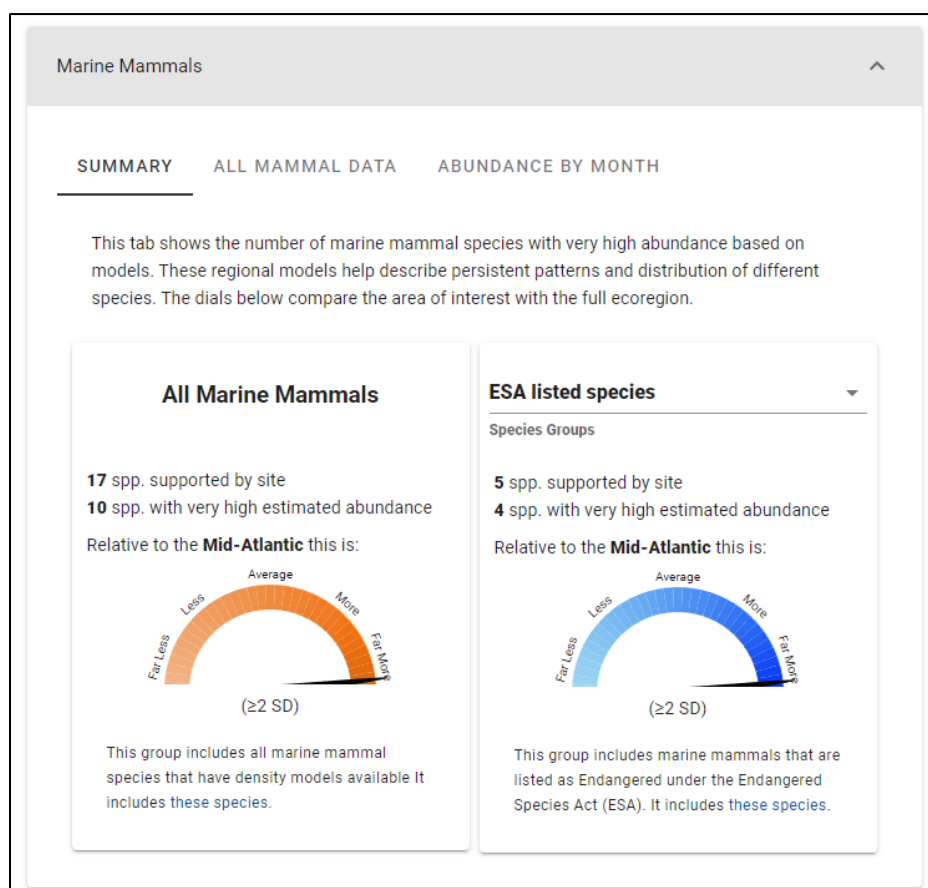 Marine Mammals
SUMMARY ALL MAMMAL DATA ABUNDANCE BY MONTH
This tab shows the number of marine mammal species with very high abundance based on
models. These regional models help describe persistent patterns and distribution of different
species. The dials below compare the area of interest with the full ecoregion.
All Marine Mammals
17 spp. supported by site
10 spp. with very high estimated abundance
Relative to the Mid-Atlantic this is:
Far Less
Less
Average
More
Far More
(≥2 SD)
This group includes all marine mammal
species that have density models available It
includes these species.
ESA listed species
Species Groups
5 spp. supported by site
4 spp. with very high estimated abundance
Relative to the Mid-Atlantic this is:
Far Less
Less
Average
More
Far More
(≥2 SD)
This group includes marine mammals that are
listed as Endangered under the Endangered
Species Act (ESA). It includes these species.